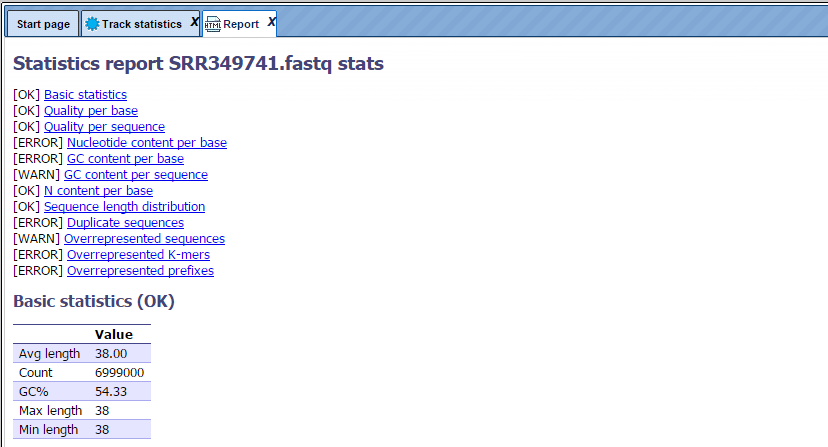 Start page Track statistics X HTML Report X
Statistics report SRR349741.fastq stats
[OK] Basic statistics
[OK] Quality per base
[OK] Quality per sequence
[ERROR] Nucleotide content per base
[ERROR] GC content per base
[WARN] GC content per sequence
[OK] N content per base
[OK] Sequence length distribution
[ERROR] Duplicate sequences
[WARN] Overrepresented sequences
[ERROR] Overrepresented K-mers
[ERROR] Overrepresented prefixes
Basic statistics (OK)
Value
Avg length 38.00
Count 6999000
GC% 54.33
Max length 38
Min length 38